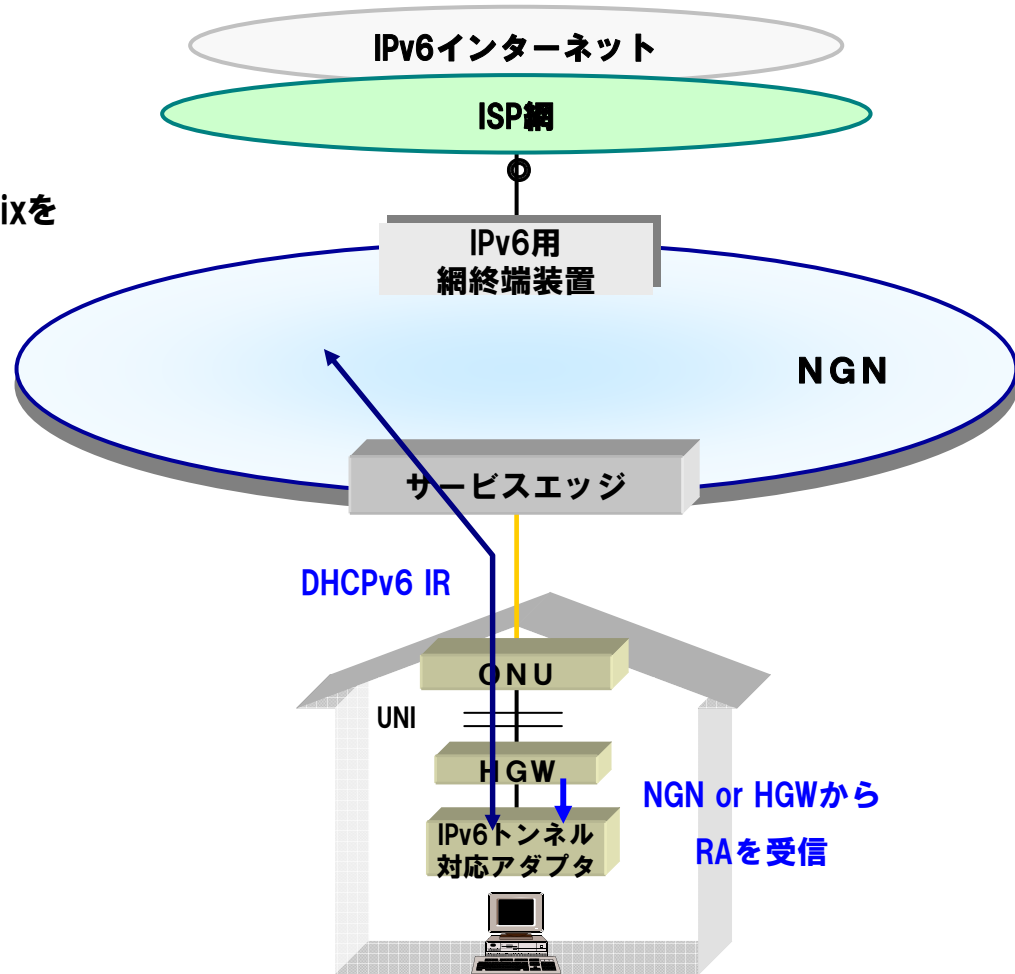 IPv6インターネット
ISP網
ixを
IPv6用
網終端装置
NGN
サービスエッジ
DHCPv6 IR
ONU
UNI
HGW
NGN or HGWから
RAを受信
IPv6トンネル
対応アダプタ